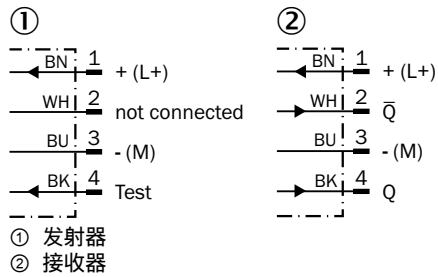 ① ②
BN 1 + (L+)
WH 2 not connected
BU 3 - (M)
BK 4 Test
BN 1 + (L+)
WH 2 Q̅
BU 3 - (M)
BK 4 Q
① 发射器
② 接收器